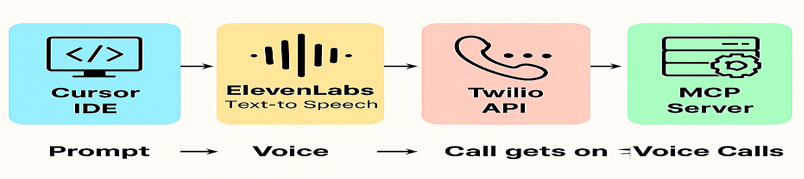 </>
Cursor
IDE
ElevenLabs
Text-to Speech
Twilio
API
MCP
Server
Prompt → Voice → Call gets on → Voice Calls